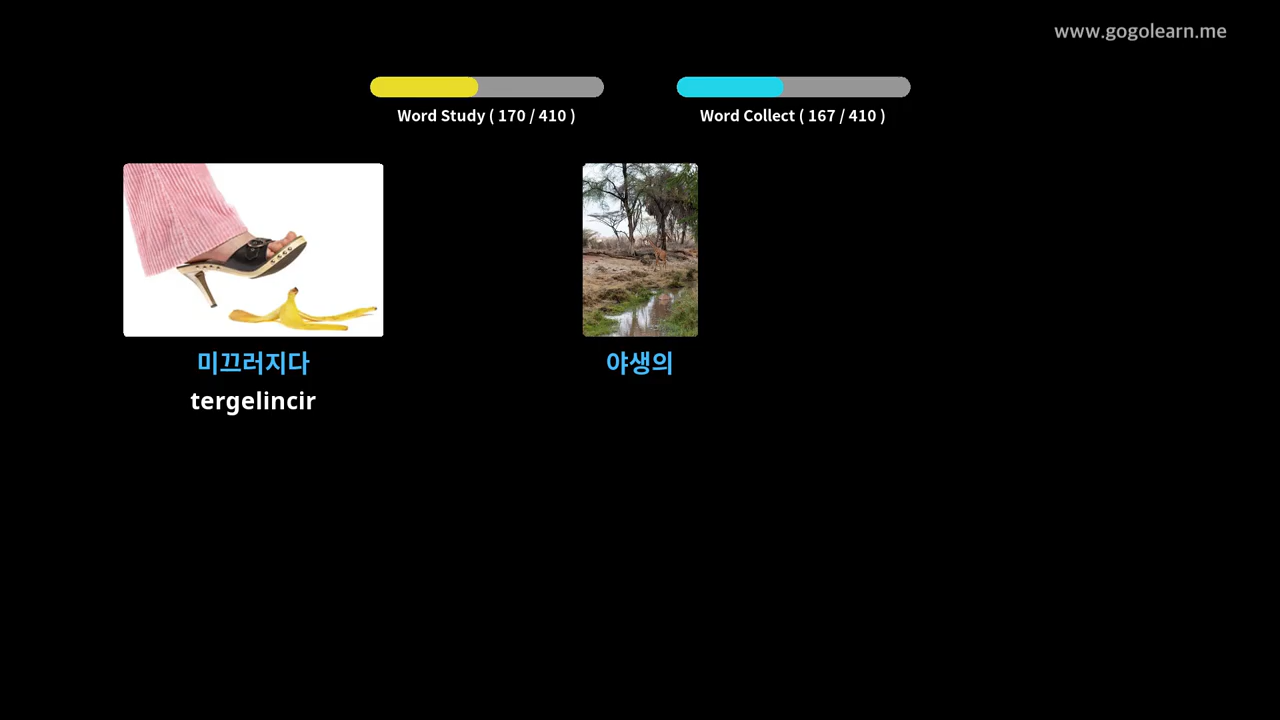 www.gogolearn.me
Word Study ( 170 / 410 )
Word Collect ( 167 / 410 )
미끄러지다
tergelincir
야생의